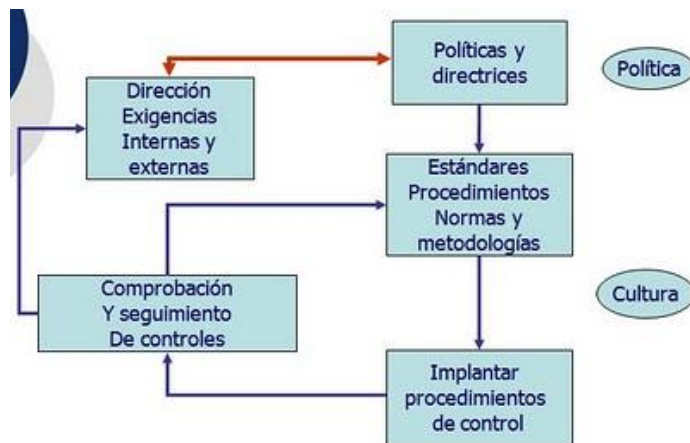 Políticas y
directrices
Política
Dirección
Exigencias
Internas y
externas
Estándares
Procedimientos
Normas y
metodologías
Comprobación
Y seguimiento
De controles
Cultura
Implantar
procedimientos
de control